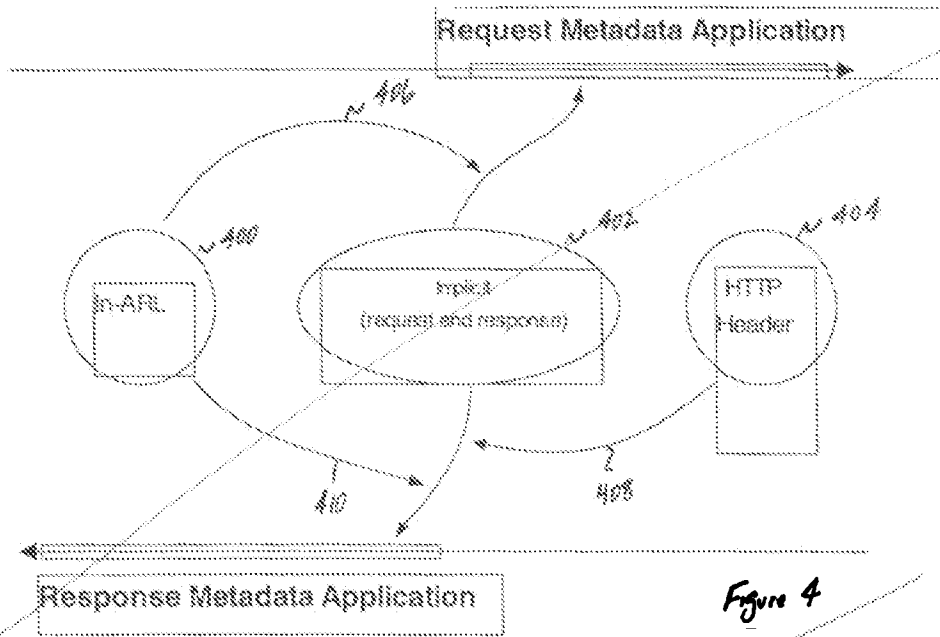 Request Metadata Application
406
400
402
404
In-ARL
Implicit
(request and response)
HTTP
Header
410
408
Response Metadata Application
Figure 4